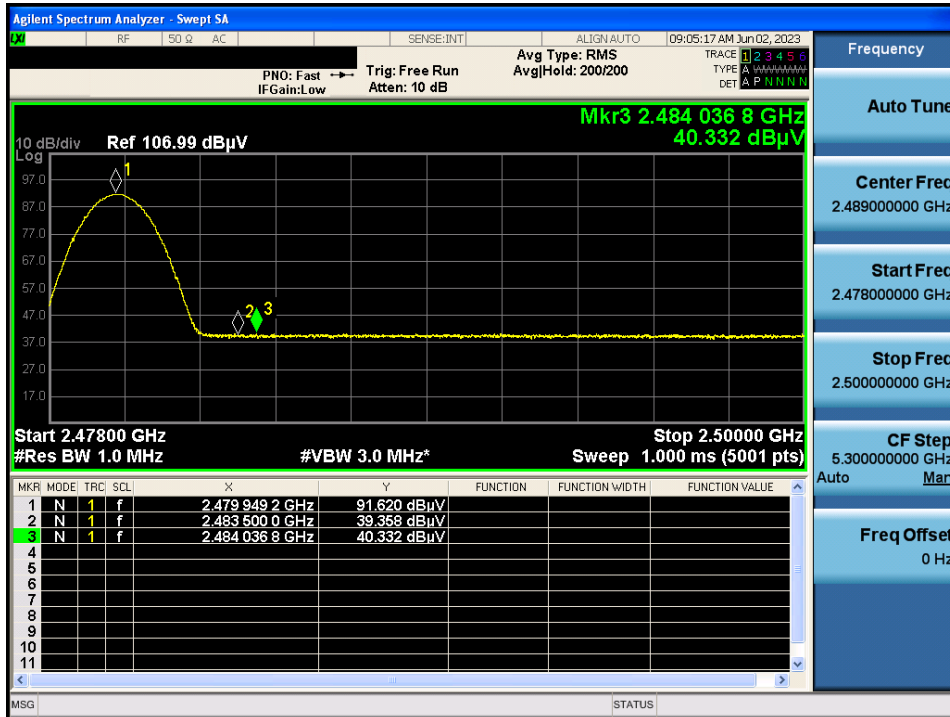 Agilent Spectrum Analyzer - Swept SA
LXI RF 50 Ω AC SENSE:INT ALIGN AUTO 09:05:17 AM Jun 02, 2023
Frequency
PNO: Fast
IFGain:Low
Trig: Free Run
Atten: 10 dB
Avg Type: RMS
Avg|Hold: 200/200
TRACE 1 2 3 4 5 6
TYPE A WWWWW
DET A P N N N N
Mkr3 2.484 036 8 GHz
40.332 dBµV
10 dB/div
Log
Ref 106.99 dBµV
97.0
87.0
77.0
67.0
57.0
47.0
37.0
27.0
17.0
1
2
3
Start 2.47800 GHz
Stop 2.50000 GHz
#Res BW 1.0 MHz
#VBW 3.0 MHz*
Sweep 1.000 ms (5001 pts)
MKR MODE TRC SCL X Y FUNCTION FUNCTION WIDTH FUNCTION VALUE
1 N 1 f 2.479 949 2 GHz 91.620 dBµV
2 N 1 f 2.483 500 0 GHz 39.358 dBµV
3 N 1 f 2.484 036 8 GHz 40.332 dBµV
4
5
6
7
8
9
10
11
MSG
STATUS
Auto Tune
Center Freq
2.489000000 GHz
Start Freq
2.478000000 GHz
Stop Freq
2.500000000 GHz
CF Step
5.300000000 GHz
Auto Man
Freq Offset
0 Hz